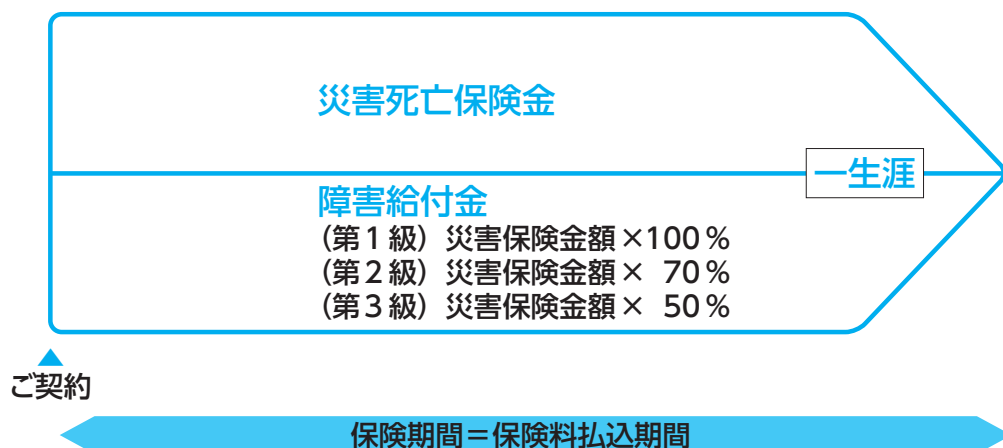 災害死亡保険金
一生涯
障害給付金
（第1級）災害保険金額×100％
（第2級）災害保険金額× 70％
（第3級）災害保険金額× 50％
ご契約
保険期間＝保険料払込期間